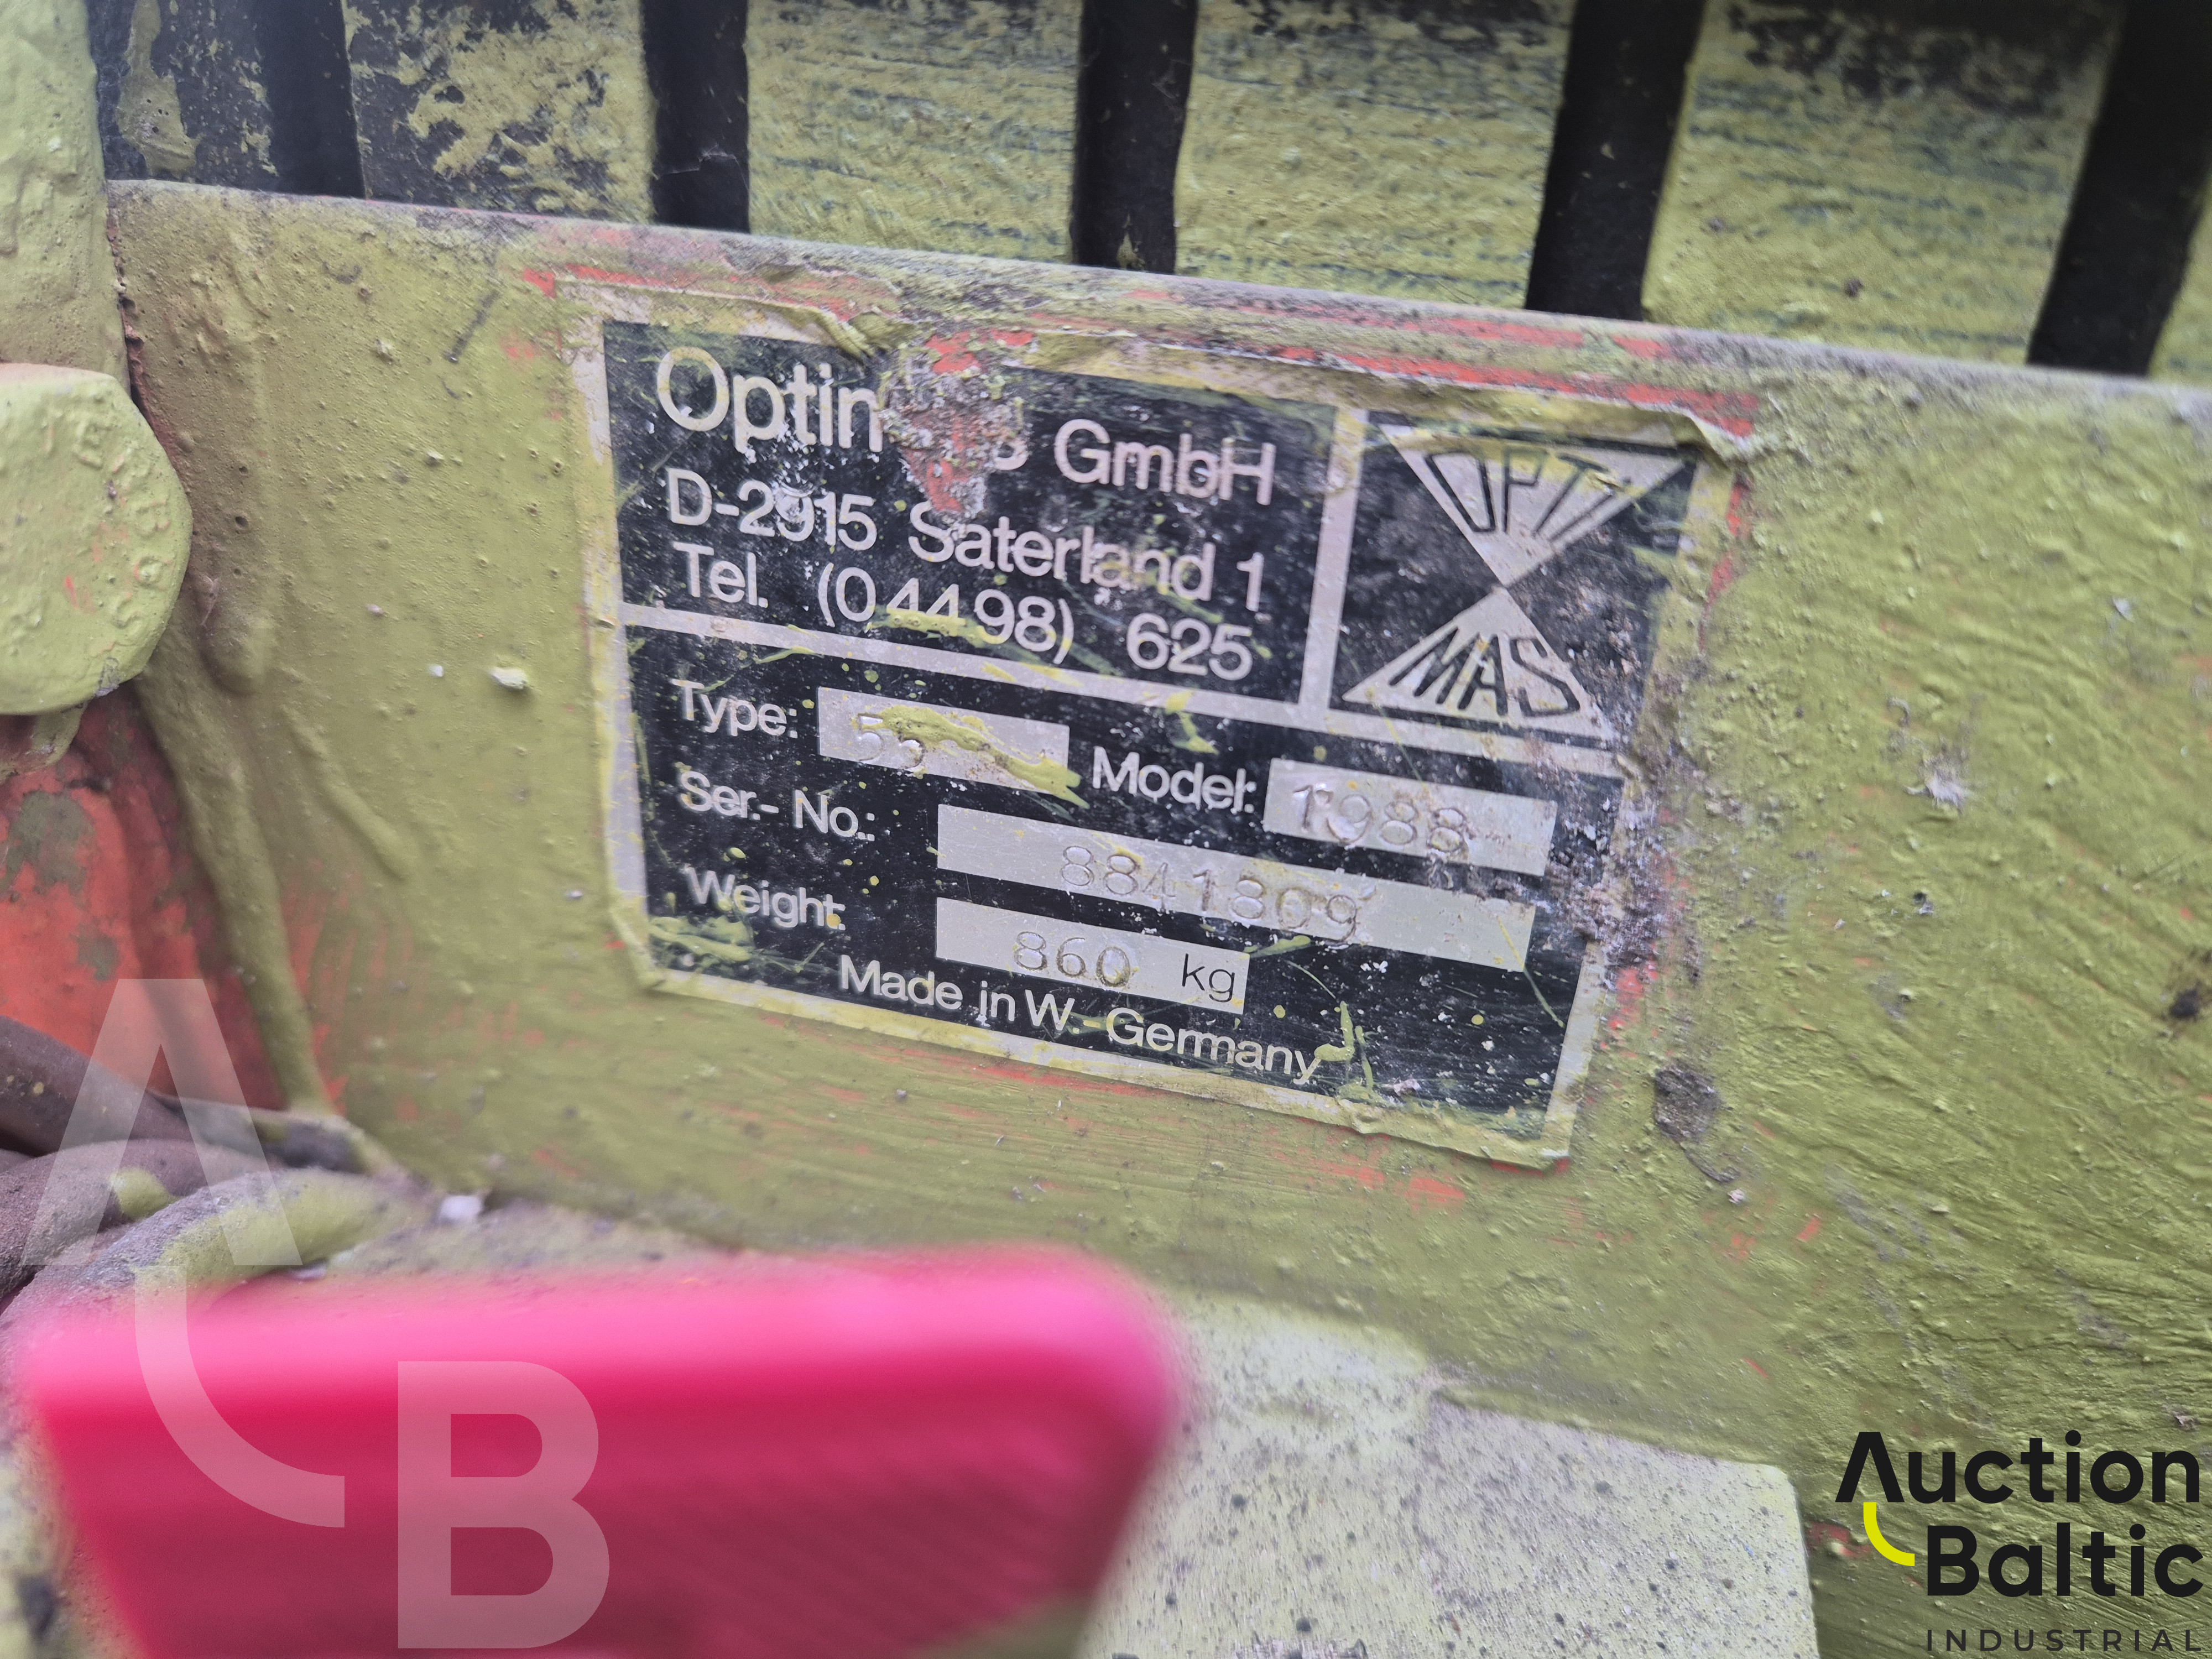 GmbH
D-2915 Saterland 1
Tel. (04498) 625
OPTI
MAS
Type:
Model: 1988
Ser.- No.: 8841809
Weight: 860 kg
Made in W.-Germany
A
B
Auction
Baltic
INDUSTRIAL